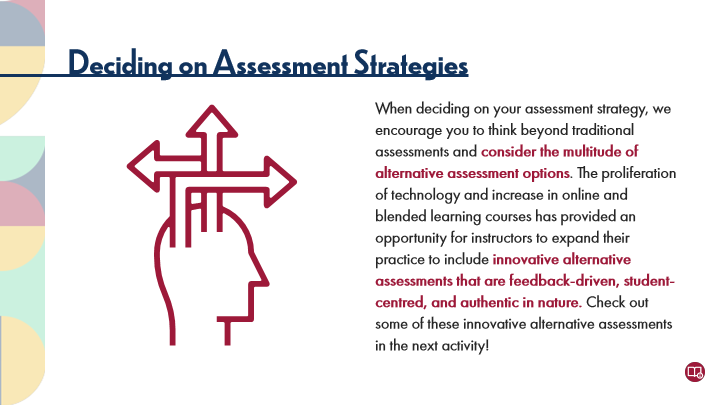 Deciding on Assessment Strategies
When deciding on your assessment strategy, we
encourage you to think beyond traditional
assessments and consider the multitude of
alternative assessment options. The proliferation
of technology and increase in online and
blended learning courses has provided an
opportunity for instructors to expand their
practice to include innovative alternative
assessments that are feedback-driven, student-
centred, and authentic in nature. Check out
some of these innovative alternative assessments
in the next activity!